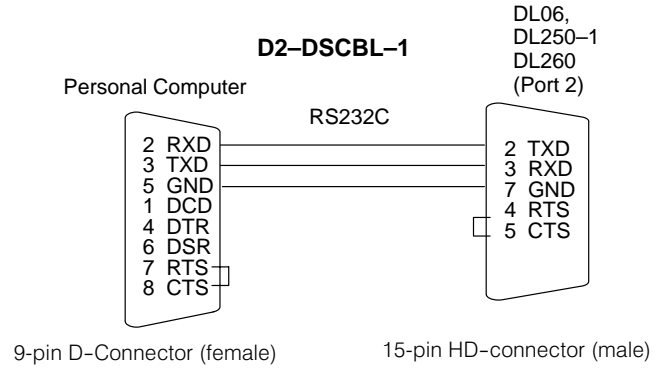 DL06,
DL250–1
DL260
(Port 2)
D2–DSCBL–1
Personal Computer
RS232C
2 RXD
3 TXD
5 GND
1 DCD
4 DTR
6 DSR
7 RTS
8 CTS
2 TXD
3 RXD
7 GND
4 RTS
5 CTS
9-pin D-Connector (female)
15-pin HD-connector (male)